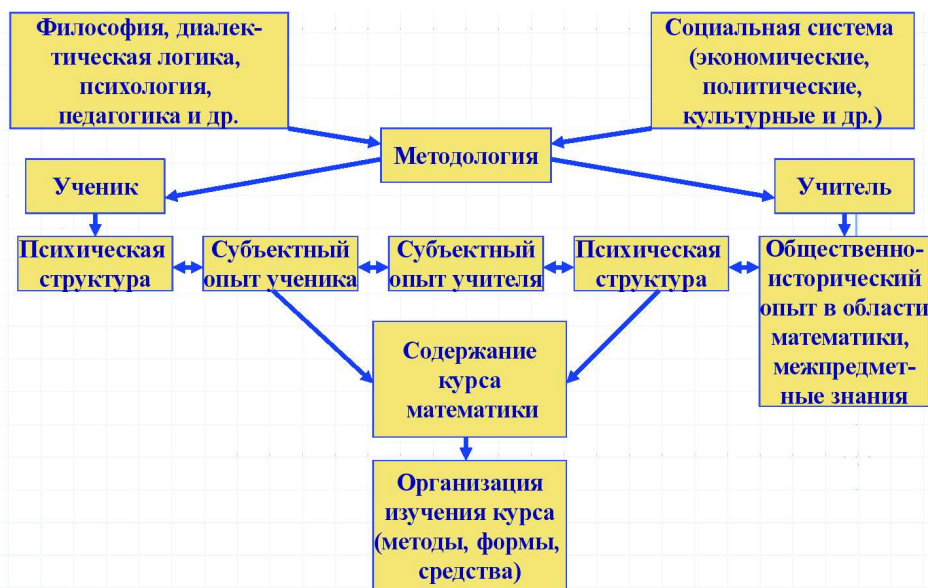 Философия, диалек-
тическая логика,
психология,
педагогика и др.
Социальная система
(экономические,
политические,
культурные и др.)
Методология
Ученик
Учитель
Психическая
структура
Субъектный
опыт ученика
Субъектный
опыт учителя
Психическая
структура
Общественно-
исторический
опыт в области
математики,
межпредмет-
ные знания
Содержание
курса
математики
Организация
изучения курса
(методы, формы,
средства)